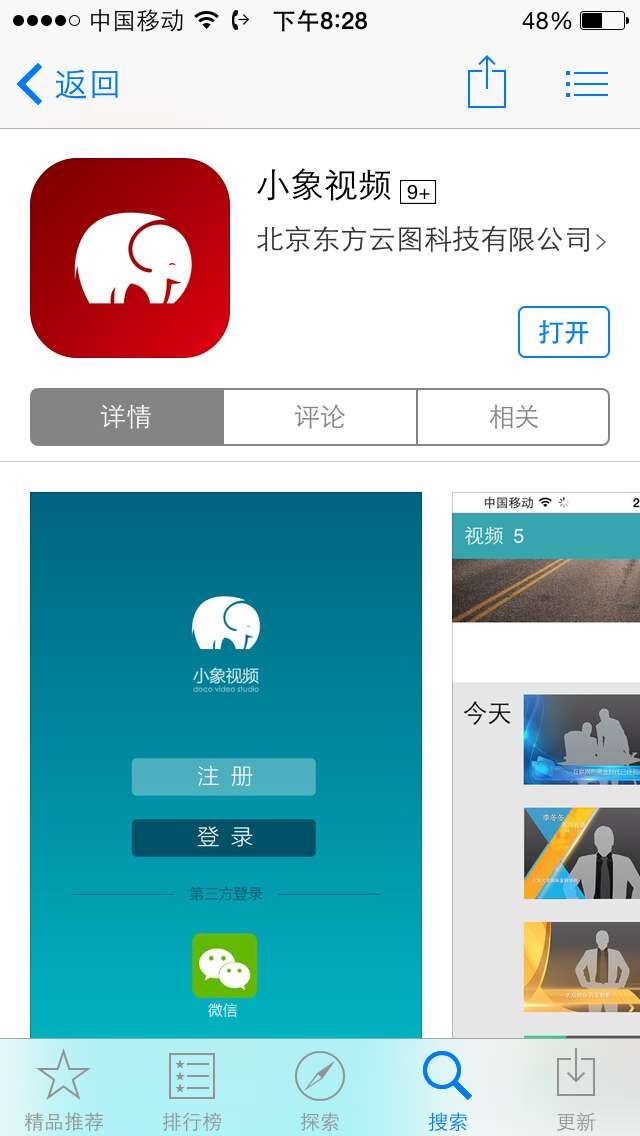 中国移动 下午8:28 48%
返回
小象视频 9+
北京东方云图科技有限公司
打开
详情 评论 相关
小象视频
doco video studio
注 册
登 录
第三方登录
微信
中国移动 2
视频 5
今天
李冬冬
精品推荐 排行榜 探索 搜索 更新